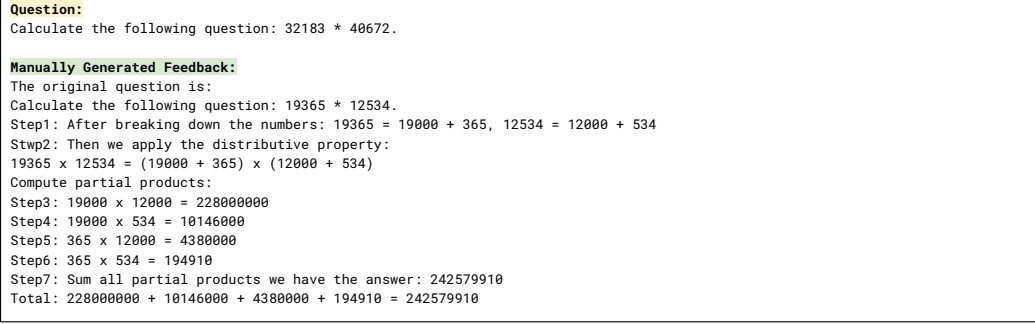 Question:
Calculate the following question: 32183 * 40672.
Manually Generated Feedback:
The original question is:
Calculate the following question: 19365 * 12534.
Step1: After breaking down the numbers: 19365 = 19000 + 365, 12534 = 12000 + 534
Stwp2: Then we apply the distributive property:
19365 x 12534 = (19000 + 365) x (12000 + 534)
Compute partial products:
Step3: 19000 x 12000 = 228000000
Step4: 19000 x 534 = 10146000
Step5: 365 x 12000 = 4380000
Step6: 365 x 534 = 194910
Step7: Sum all partial products we have the answer: 242579910
Total: 228000000 + 10146000 + 4380000 + 194910 = 242579910